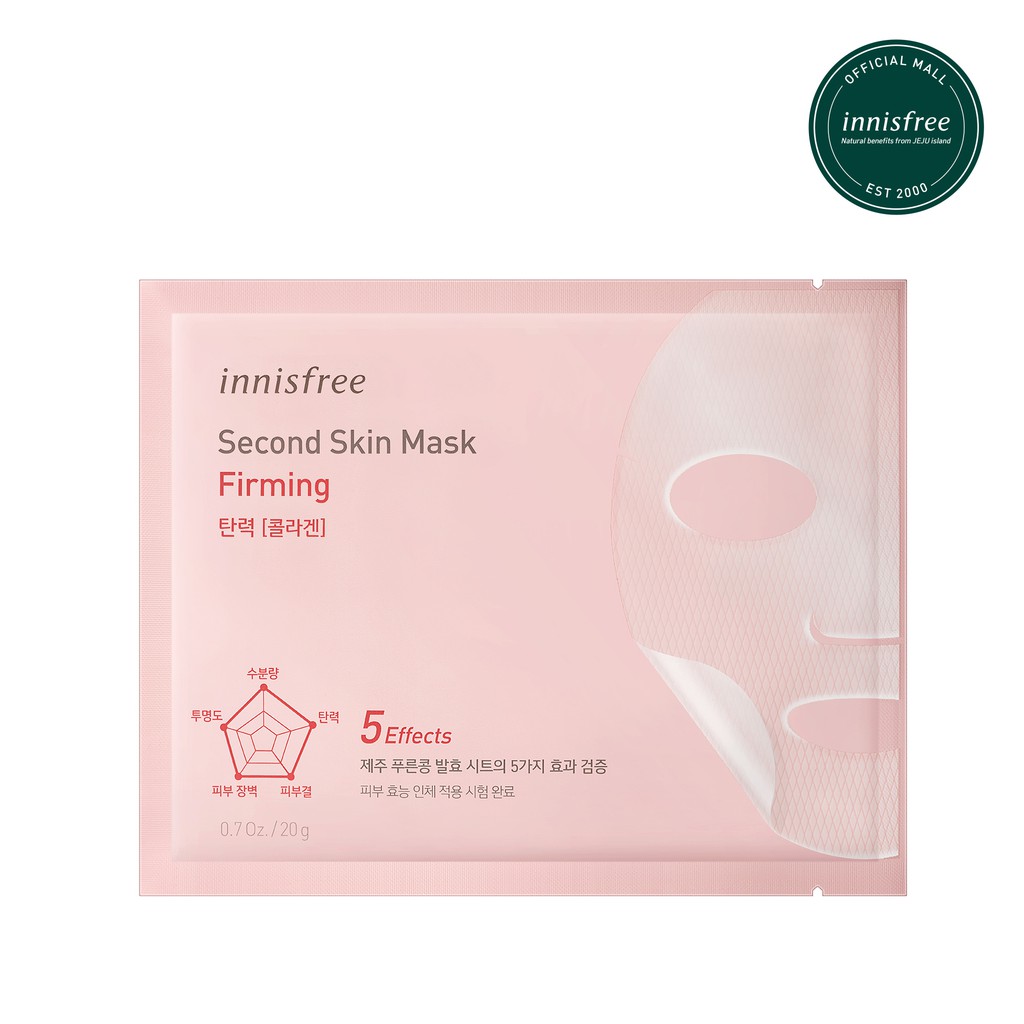 OFFICIAL MALL
innisfree
Natural benefits from JEJU island
EST 2000
innisfree
Second Skin Mask
Firming
탄력 [콜라겐]
수분량
투명도
탄력
피부 장벽
피부결
5 Effects
제주 푸른콩 발효 시트의 5가지 효과 검증
피부 효능 인체 적용 시험 완료
0.7 Oz. / 20 g